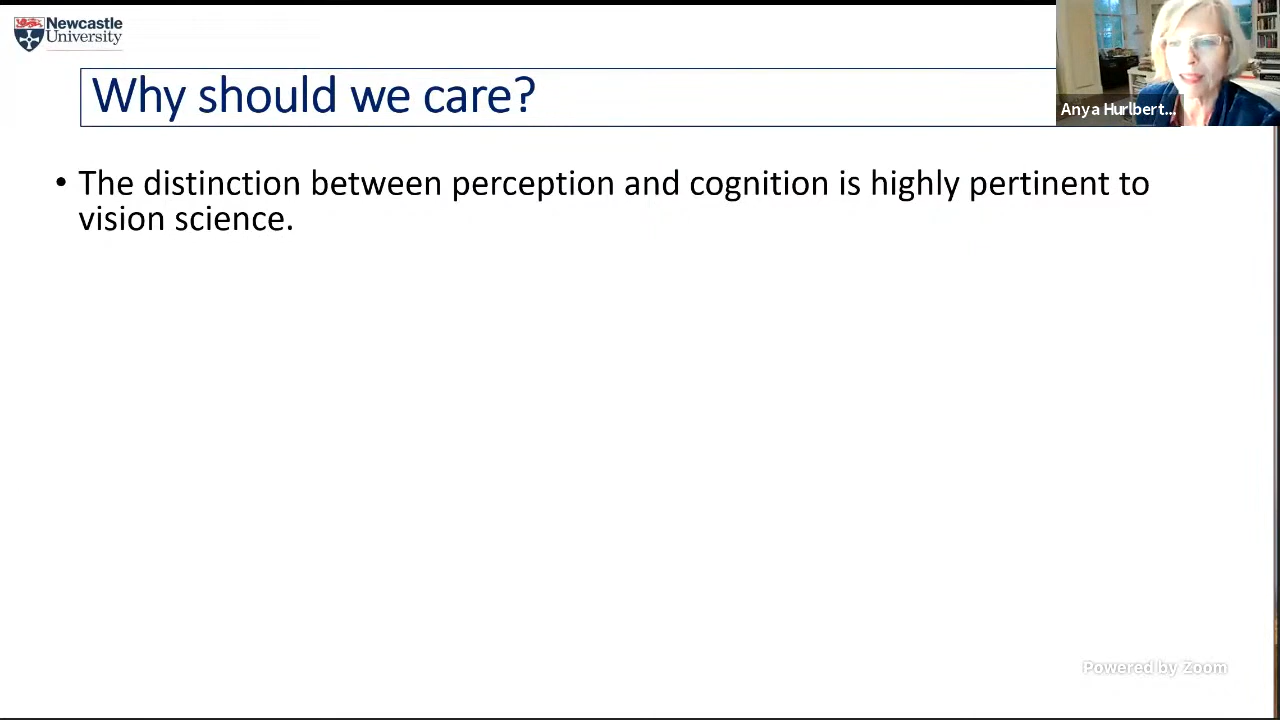 Newcastle
University
Why should we care?
Anya Hurlbert...
• The distinction between perception and cognition is highly pertinent to
vision science.
Powered by Zoom